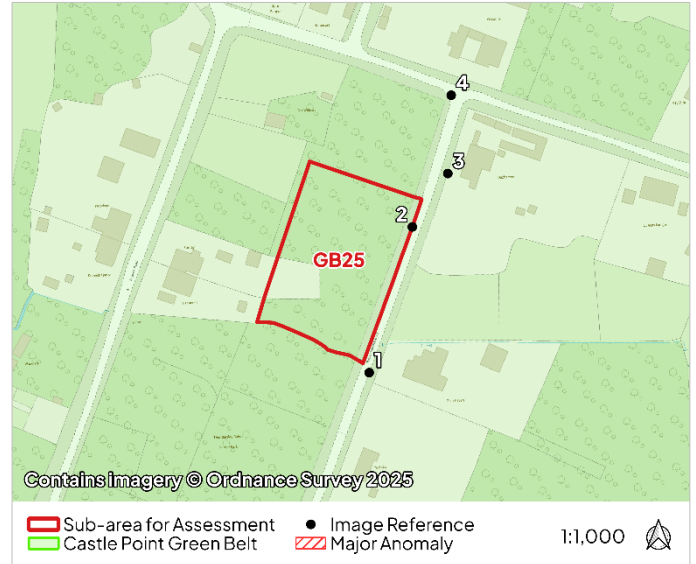 4
3
2
GB25
1
Contains imagery © Ordnance Survey 2025
Sub-area for Assessment
Image Reference
Castle Point Green Belt
Major Anomaly
1:1,000